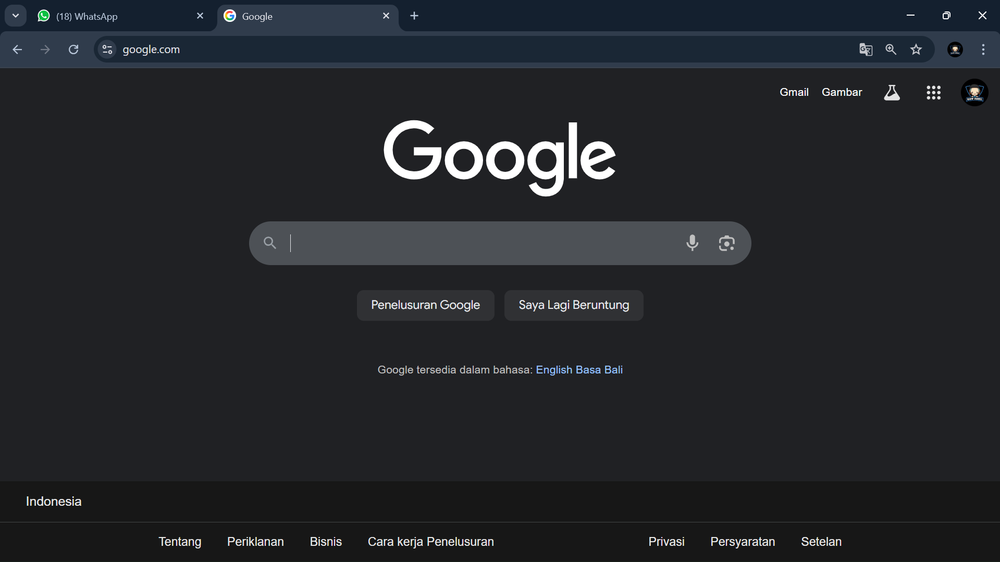 (18) WhatsApp
Google
google.com
Gmail Gambar
Google
Penelusuran Google
Saya Lagi Beruntung
Google tersedia dalam bahasa: English Basa Bali
Indonesia
Tentang Periklanan Bisnis Cara kerja Penelusuran Privasi Persyaratan Setelan